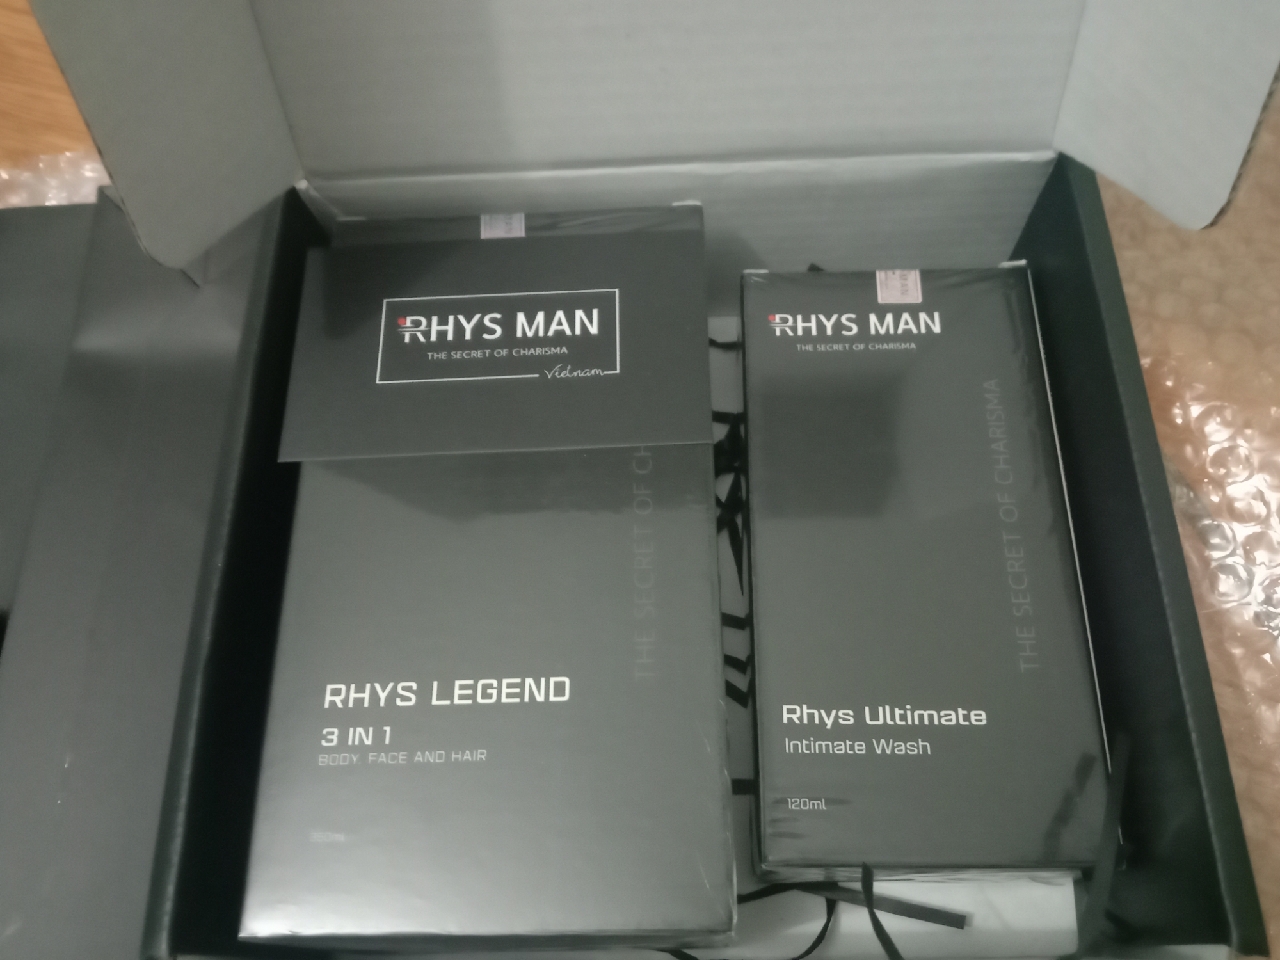 RHYS MAN
THE SECRET OF CHARISMA
Vietnam
THE SECRET OF CH
RHYS LEGEND
3 IN 1
BODY, FACE AND HAIR
RHYS MAN
THE SECRET OF CHARISMA
THE SECRET OF CHARISMA
Rhys Ultimate
Intimate Wash
120ml